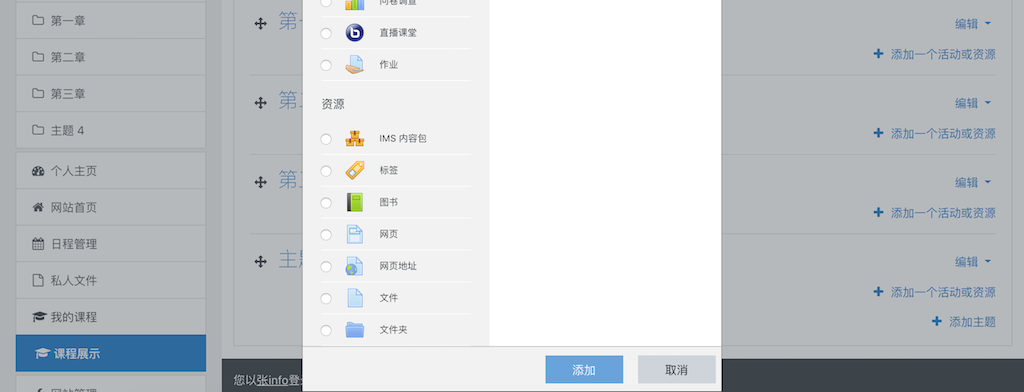 第一章
第二章
第三章
主题 4
个人主页
网站首页
日程管理
私人文件
我的课程
课程展示
网站管理
问卷调查
直播课堂
作业
资源
IMS 内容包
标签
图书
网页
网页地址
文件
文件夹
添加
取消
编辑
添加一个活动或资源
编辑
添加一个活动或资源
编辑
添加一个活动或资源
主题
编辑
添加一个活动或资源
添加主题
您以张info登